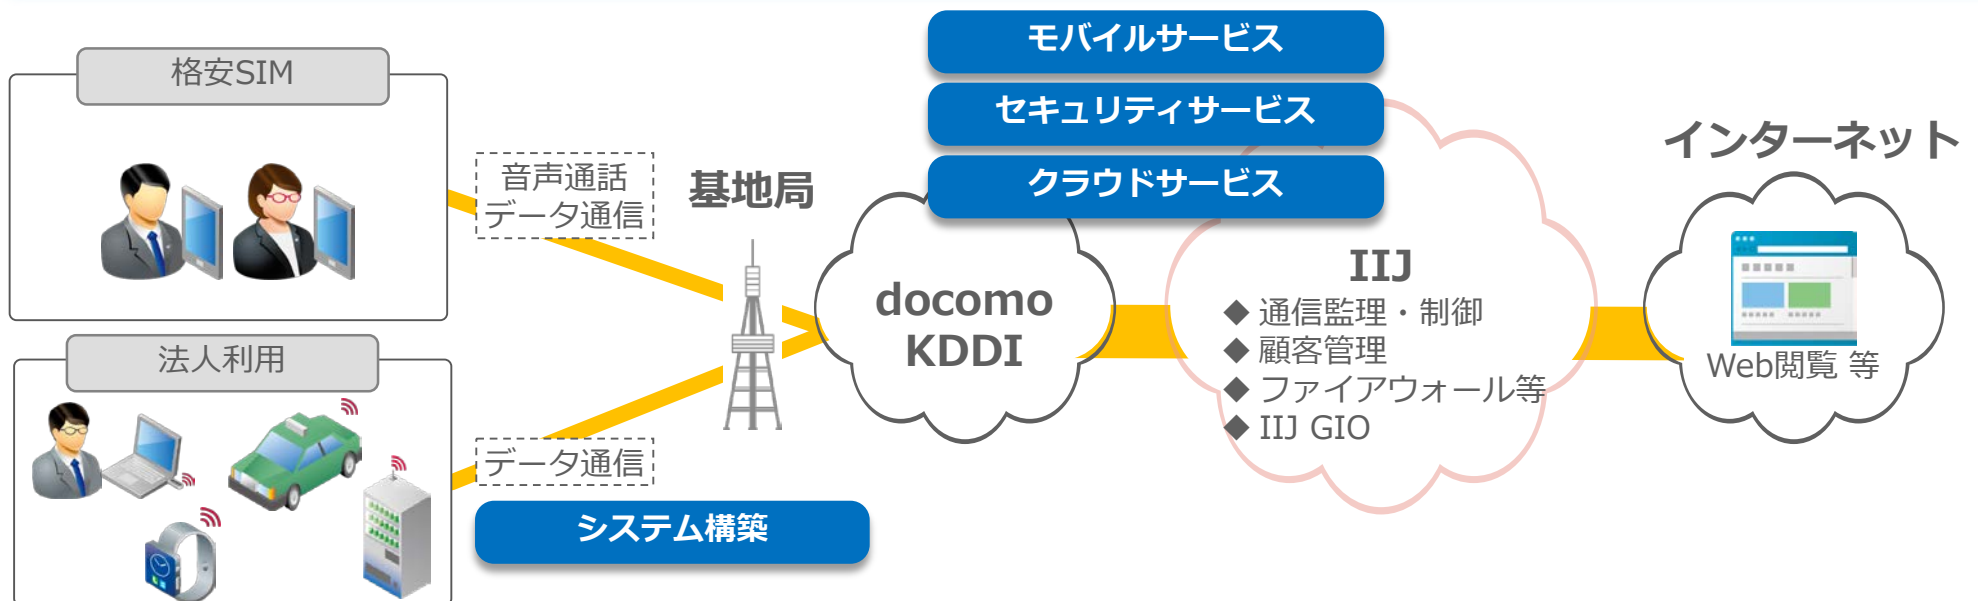 格安SIM
音声通話
データ通信
法人利用
データ通信
システム構築
基地局
docomo
KDDI
モバイルサービス
セキュリティサービス
クラウドサービス
IIJ
◆ 通信監理・制御
◆ 顧客管理
◆ ファイアウォール等
◆ IIJ GIO
インターネット
Web閲覧 等